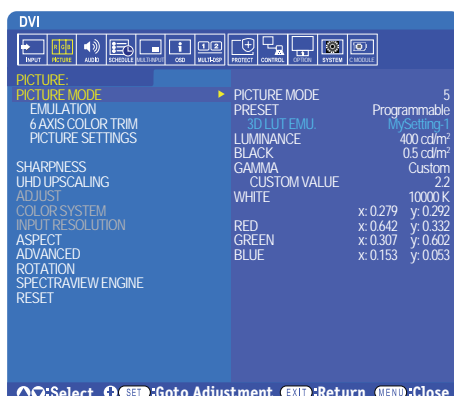 DVI
INPUT PICTURE AUDIO SCHEDULE MULTI-INPUT OSD MULTI-DSP PROTECT CONTROL OPTION SYSTEM C MODULE
PICTURE:
PICTURE MODE PICTURE MODE 5
EMULATION PRESET Programmable
6 AXIS COLOR TRIM 3D LUT EMU. MySetting-1
PICTURE SETTINGS LUMINANCE 400 cd/m²
BLACK 0.5 cd/m²
SHARPNESS GAMMA Custom
UHD UPSCALING CUSTOM VALUE 2.2
ADJUST WHITE 10000 K
COLOR SYSTEM x: 0.279 y: 0.292
INPUT RESOLUTION RED x: 0.642 y: 0.332
ASPECT GREEN x: 0.307 y: 0.602
ADVANCED BLUE x: 0.153 y: 0.053
ROTATION
SPECTRAVIEW ENGINE
RESET
:Select SET :Goto Adjustment EXIT :Return MENU :Close